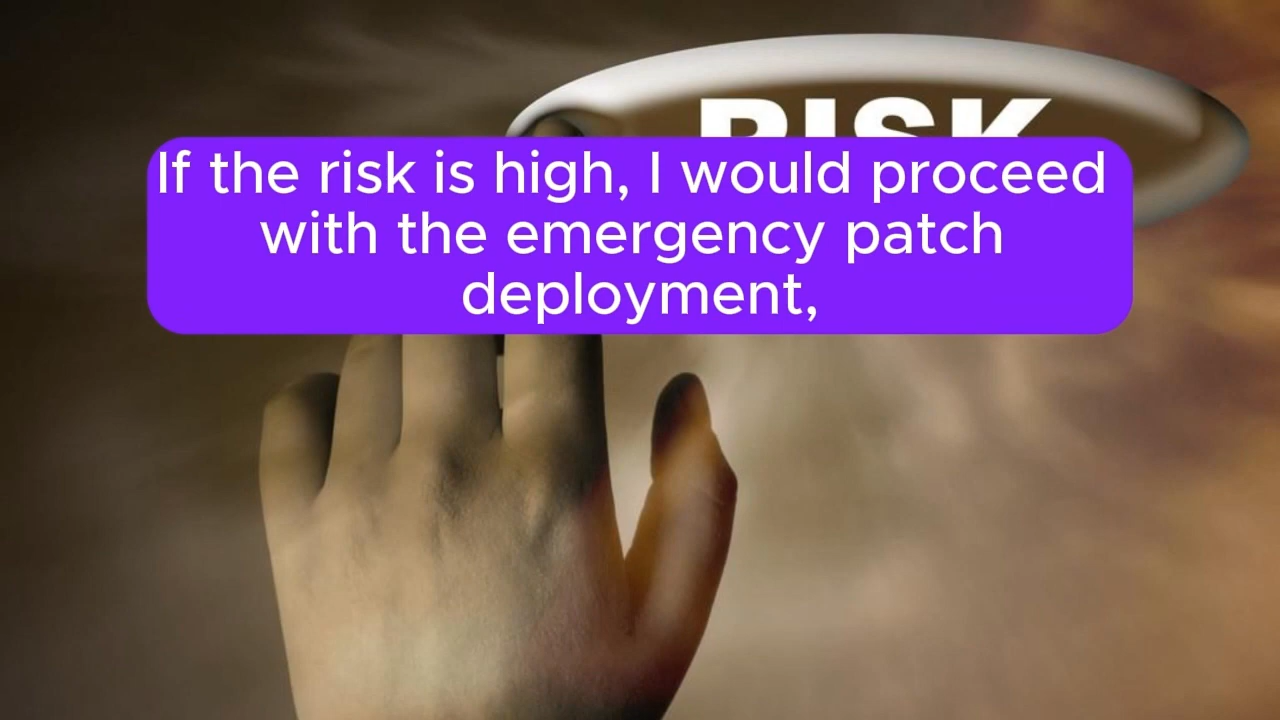 RISK
If the risk is high, I would proceed
with the emergency patch
deployment,